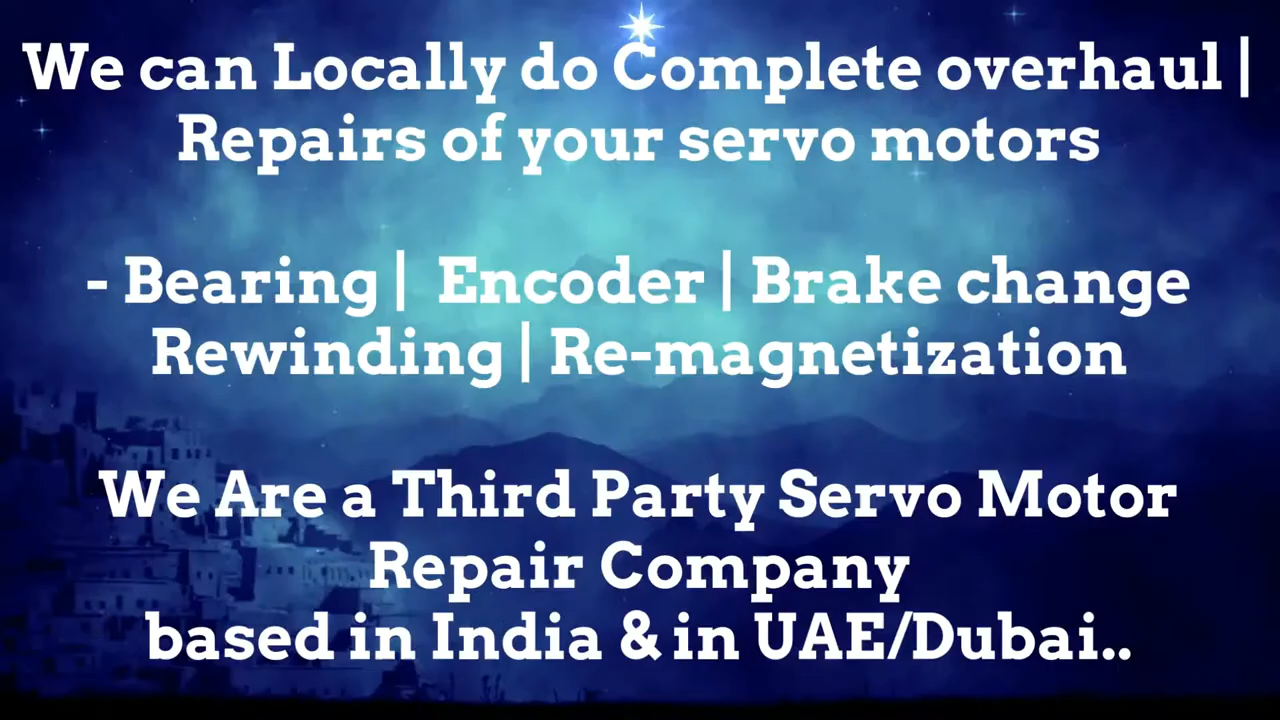 We can Locally do Complete overhaul |
Repairs of your servo motors
- Bearing | Encoder | Brake change
Rewinding | Re-magnetization
We Are a Third Party Servo Motor
Repair Company
based in India & in UAE/Dubai..